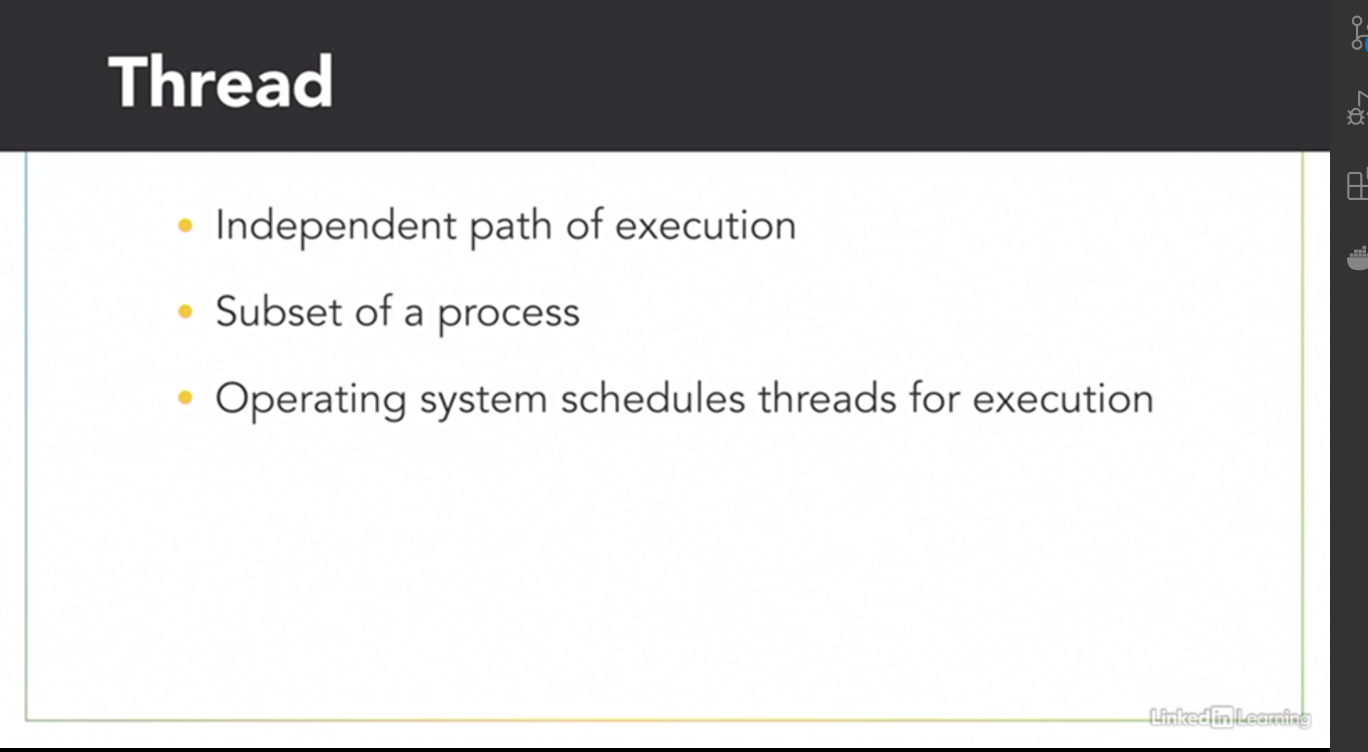 Thread
Independent path of execution
Subset of a process
Operating system schedules threads for execution
Linked in Learning